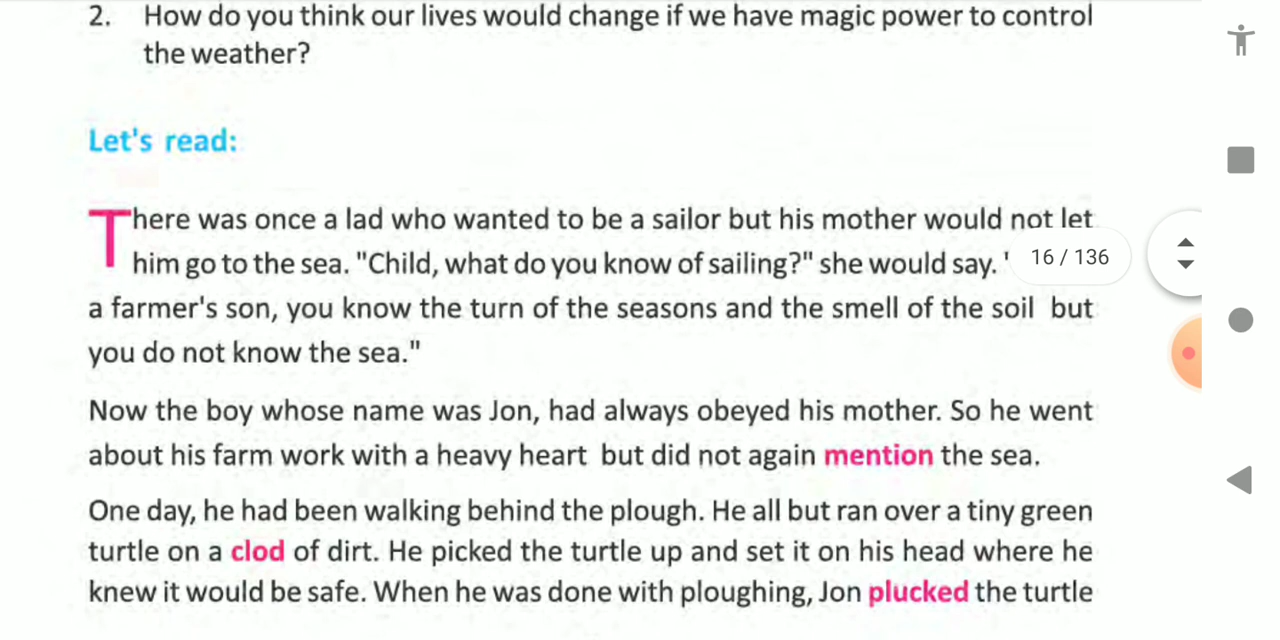 2. How do you think our lives would change if we have magic power to control
the weather?
Let's read:
There was once a lad who wanted to be a sailor but his mother would not let
him go to the sea. "Child, what do you know of sailing?" she would say. '
16 / 136
a farmer's son, you know the turn of the seasons and the smell of the soil but
you do not know the sea."
Now the boy whose name was Jon, had always obeyed his mother. So he went
about his farm work with a heavy heart but did not again mention the sea.
One day, he had been walking behind the plough. He all but ran over a tiny green
turtle on a clod of dirt. He picked the turtle up and set it on his head where he
knew it would be safe. When he was done with ploughing, Jon plucked the turtle